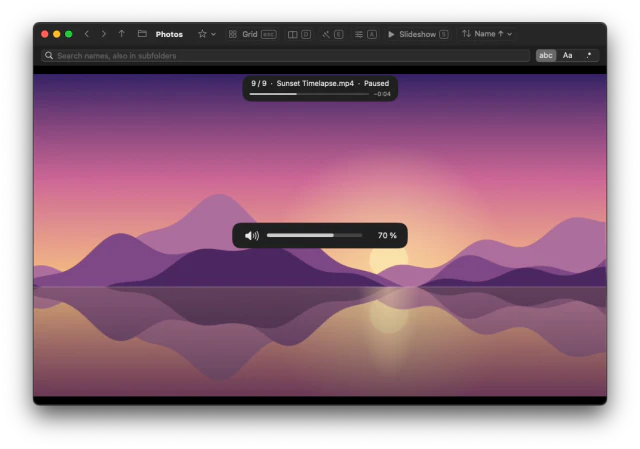 Photos
Grid esc
D
S
A
Slideshow S
Name
Search names, also in subfolders
abc
Aa
.*
9 / 9 · Sunset Timelapse.mp4 · Paused
−0:04
70 %